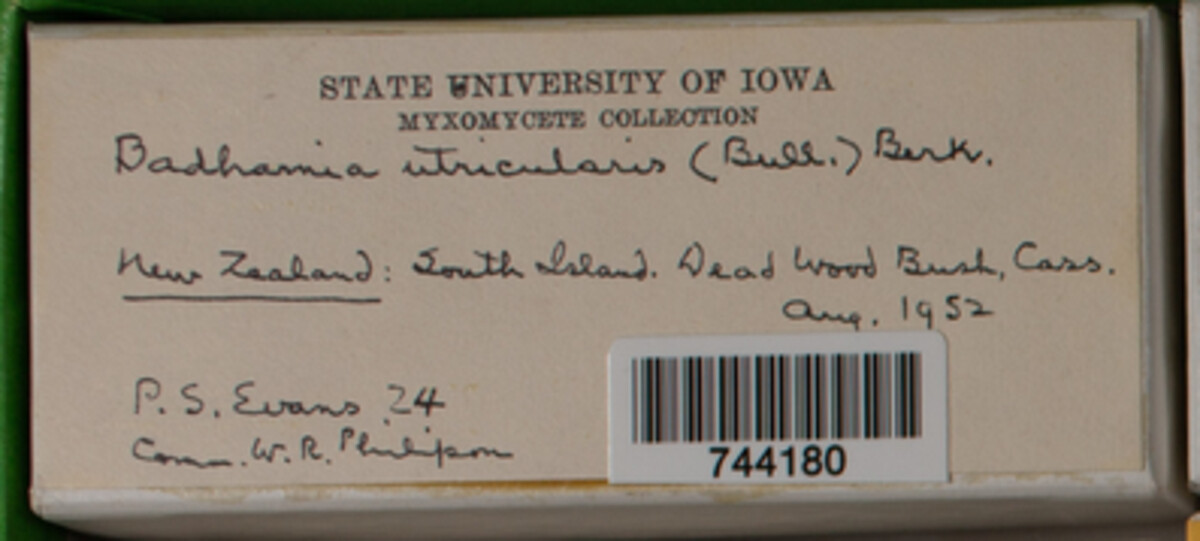 STATE UNIVERSITY OF IOWA
MYXOMYCETE COLLECTION
Badhamia utricularis (Bull.) Berk.
New Zealand: South Island. Dead Wood Bush, Cass.
Aug. 1952
P. S. Evans 24
Comm. W. R. Philipson
744180